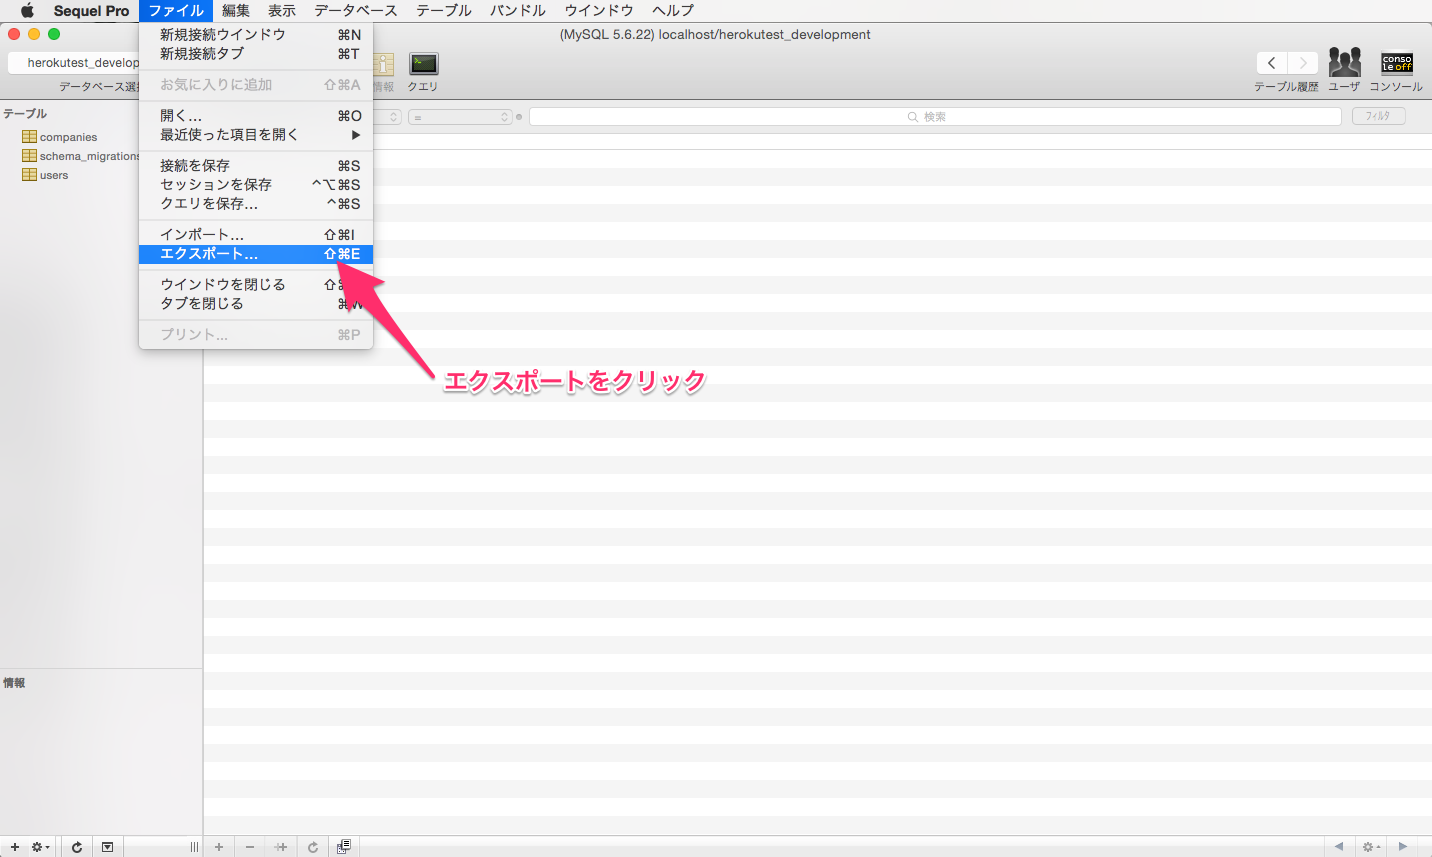 Sequel Pro ファイル 編集 表示 データベース テーブル バンドル ウインドウ ヘルプ
(MySQL 5.6.22) localhost/herokutest_development
herokutest_develop
データベース選
情報
クエリ
テーブル履歴
ユーザ
conso
le off
コンソール
新規接続ウインドウ ⌘N
新規接続タブ ⌘T
お気に入りに追加 ⇧⌘A
開く... ⌘O
最近使った項目を開く ▶
接続を保存 ⌘S
セッションを保存 ^⌥⌘S
クエリを保存... ^⌘S
インポート... ⇧⌘I
エクスポート... ⇧⌘E
ウインドウを閉じる ⇧⌘
タブを閉じる ⌘W
プリント... ⌘P
テーブル
companies
schema_migrations
users
=
検索
フィルタ
エクスポートをクリック
情報